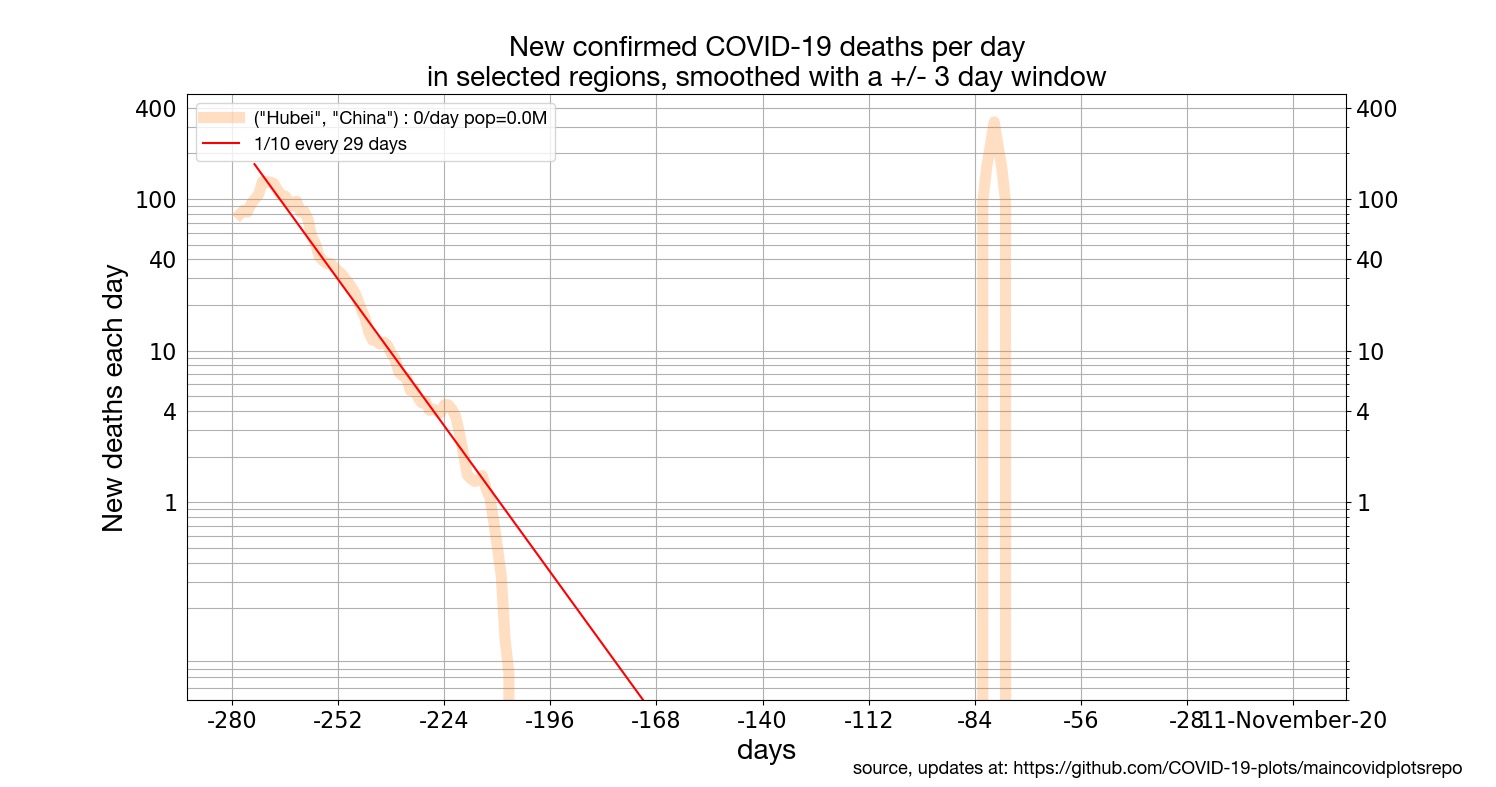 New confirmed COVID-19 deaths per day
in selected regions, smoothed with a +/- 3 day window
("Hubei", "China") : 0/day pop=0.0M
1/10 every 29 days
400
100
40
10
4
1
400
100
40
10
4
1
New deaths each day
-280 -252 -224 -196 -168 -140 -112 -84 -56 -28 11-November-20
days
source, updates at: https://github.com/COVID-19-plots/maincovidplotsrepo